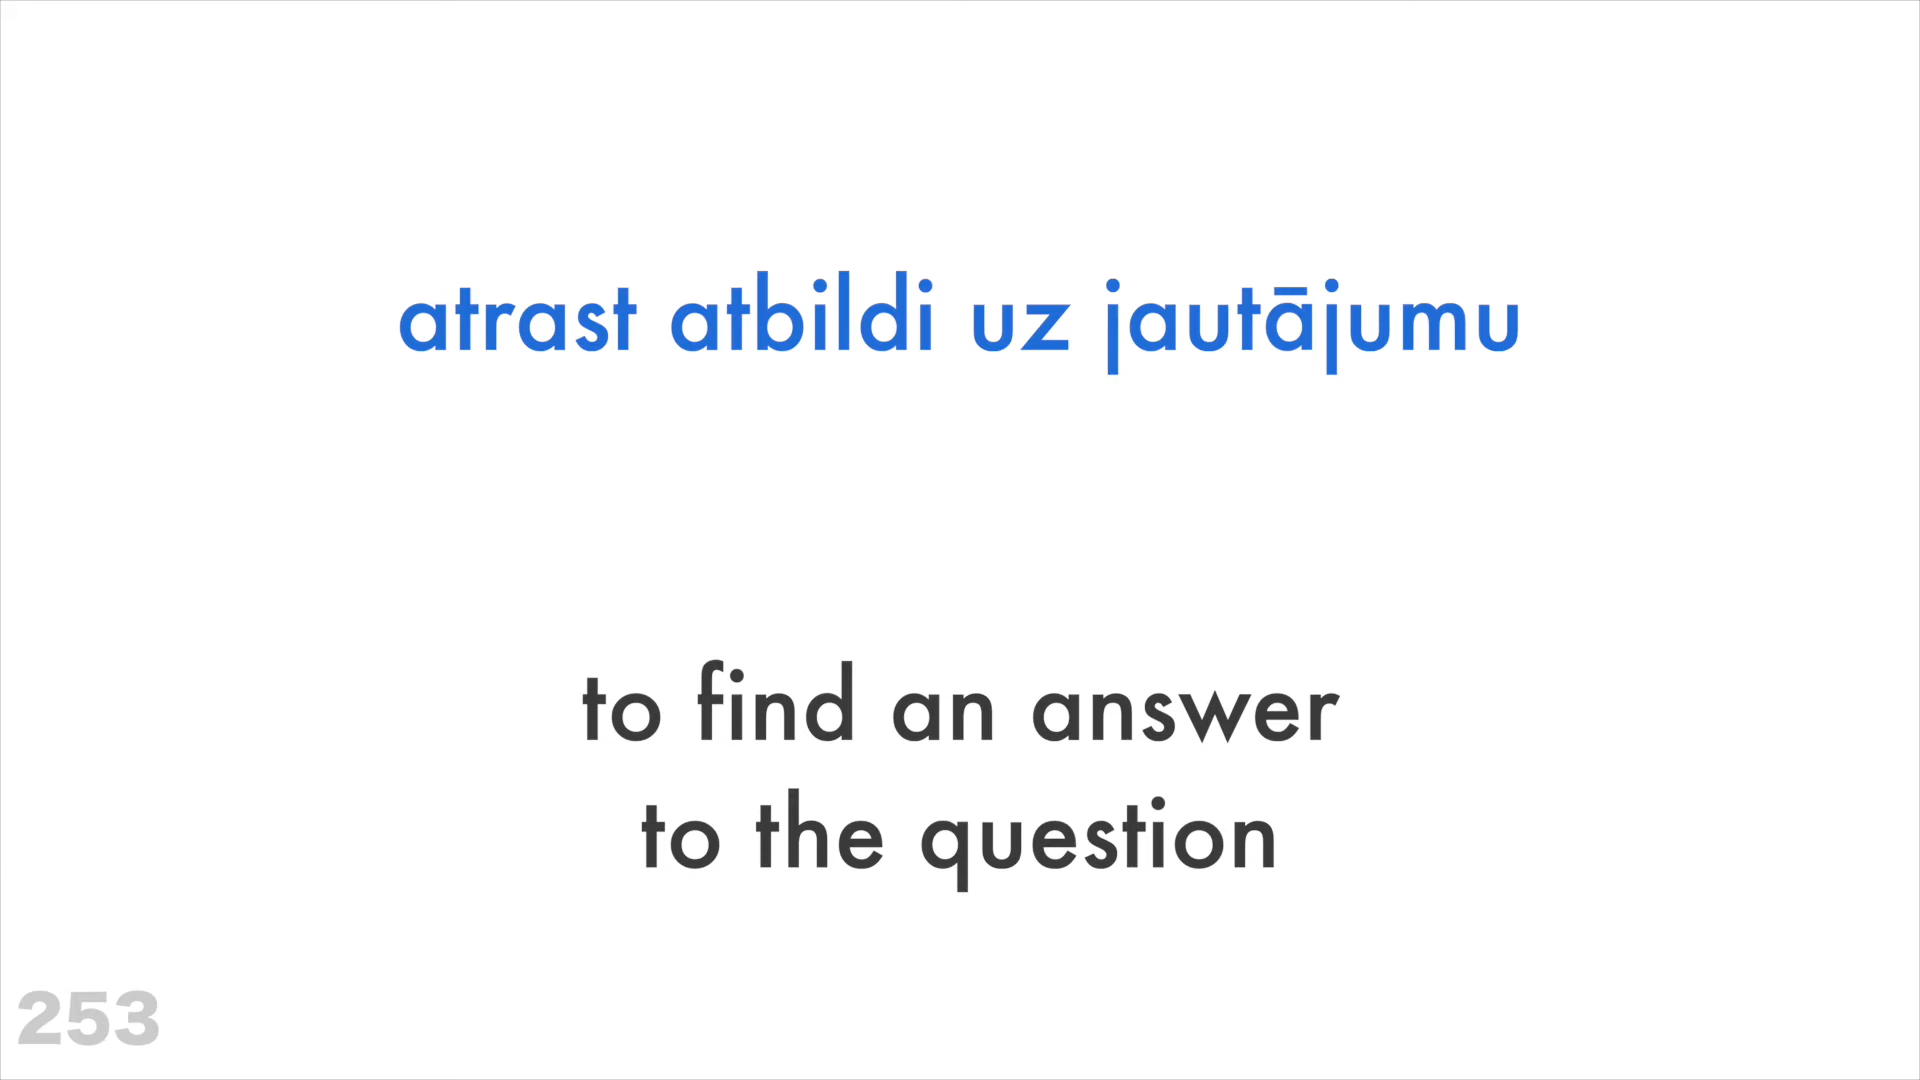 atrast atbildi uz jautājumu
to find an answer
to the question
253